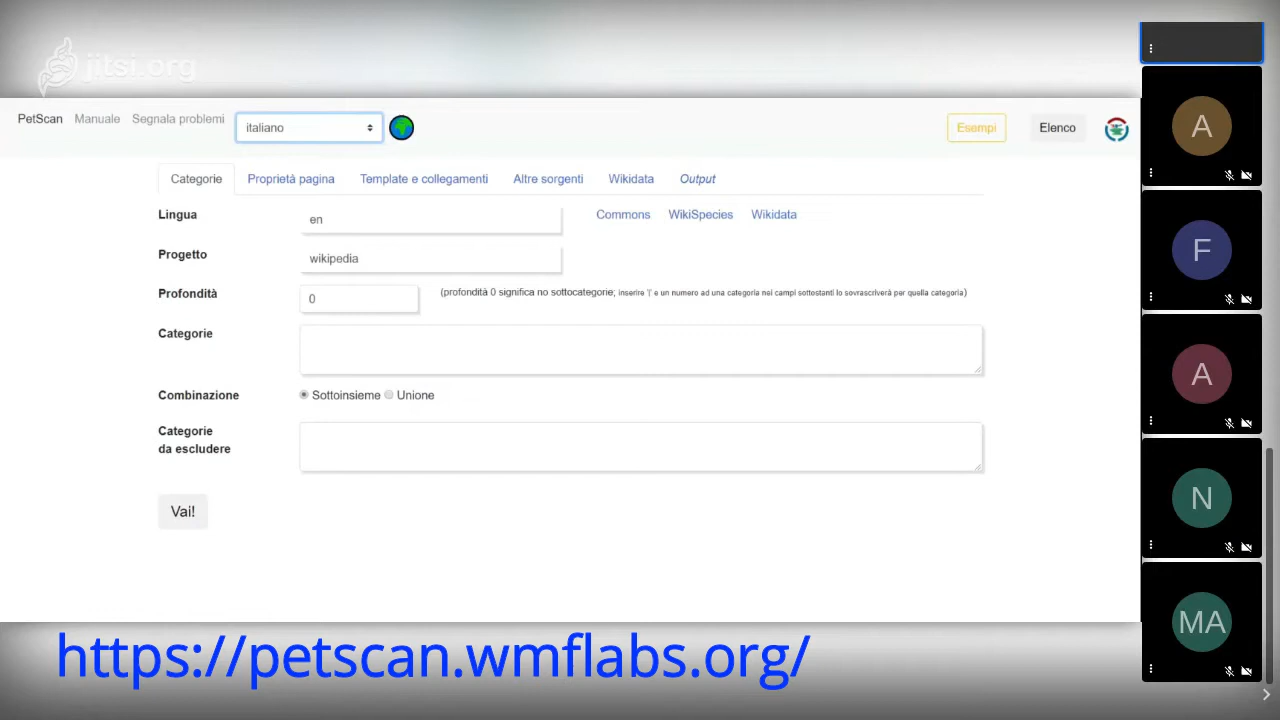 jitsi.org
PetScan Manuale Segnala problemi italiano Esempi Elenco
Categorie Proprietà pagina Template e collegamenti Altre sorgenti Wikidata Output
Lingua en Commons WikiSpecies Wikidata
Progetto wikipedia
Profondità 0 (profondità 0 significa no sottocategorie; inserire '|' e un numero ad una categoria nei campi sottostanti lo sovrascriverà per quella categoria)
Categorie
Combinazione Sottoinsieme Unione
Categorie
da escludere
Vai!
https://petscan.wmflabs.org/
A
F
A
N
MA